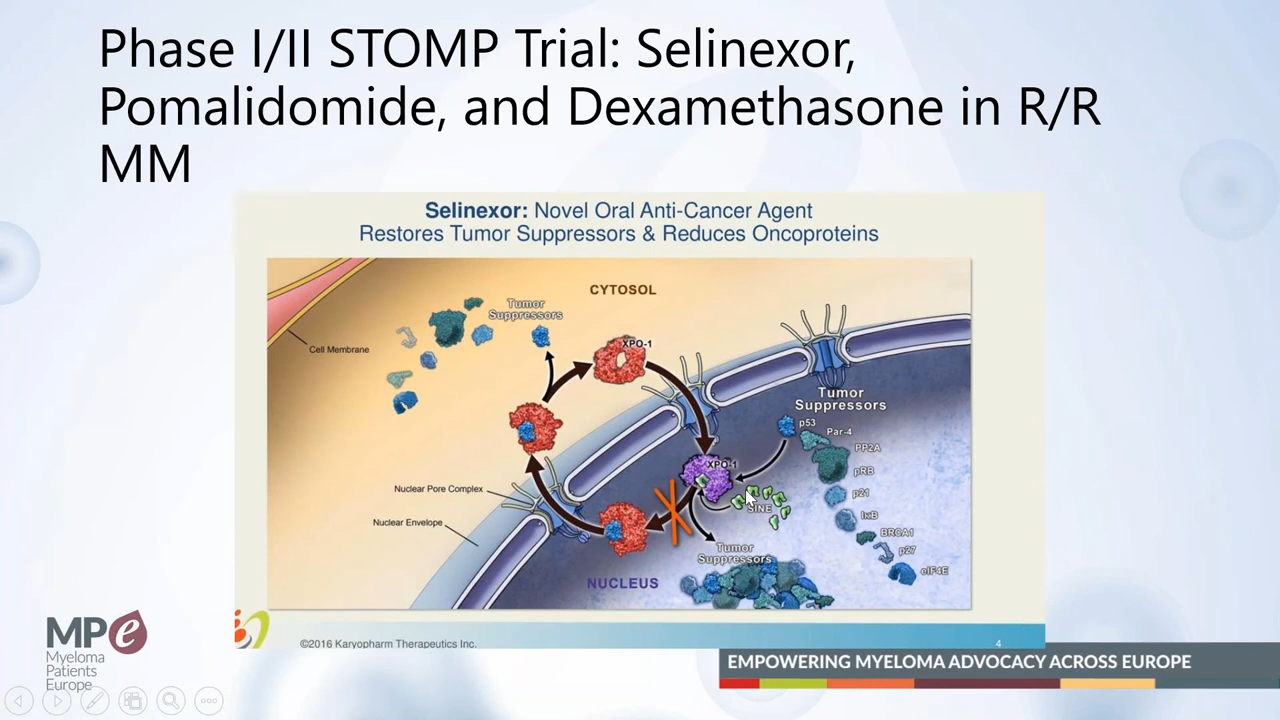 Phase I/II STOMP Trial: Selinexor,
Pomalidomide, and Dexamethasone in R/R
MM
Selinexor: Novel Oral Anti-Cancer Agent
Restores Tumor Suppressors & Reduces Oncoproteins
CYTOSOL
Tumor
Suppressors
XPO-1
Cell Membrane
Tumor
Suppressors
p53
Par-4
PP2A
XPO-1
pRB
Nuclear Pore Complex
p21
SINE
IκB
Nuclear Envelope
BRCA1
Tumor
Suppressors
p27
eIF4E
NUCLEUS
©2016 Karyopharm Therapeutics Inc.
4
MPe
Myeloma
Patients
Europe
EMPOWERING MYELOMA ADVOCACY ACROSS EUROPE